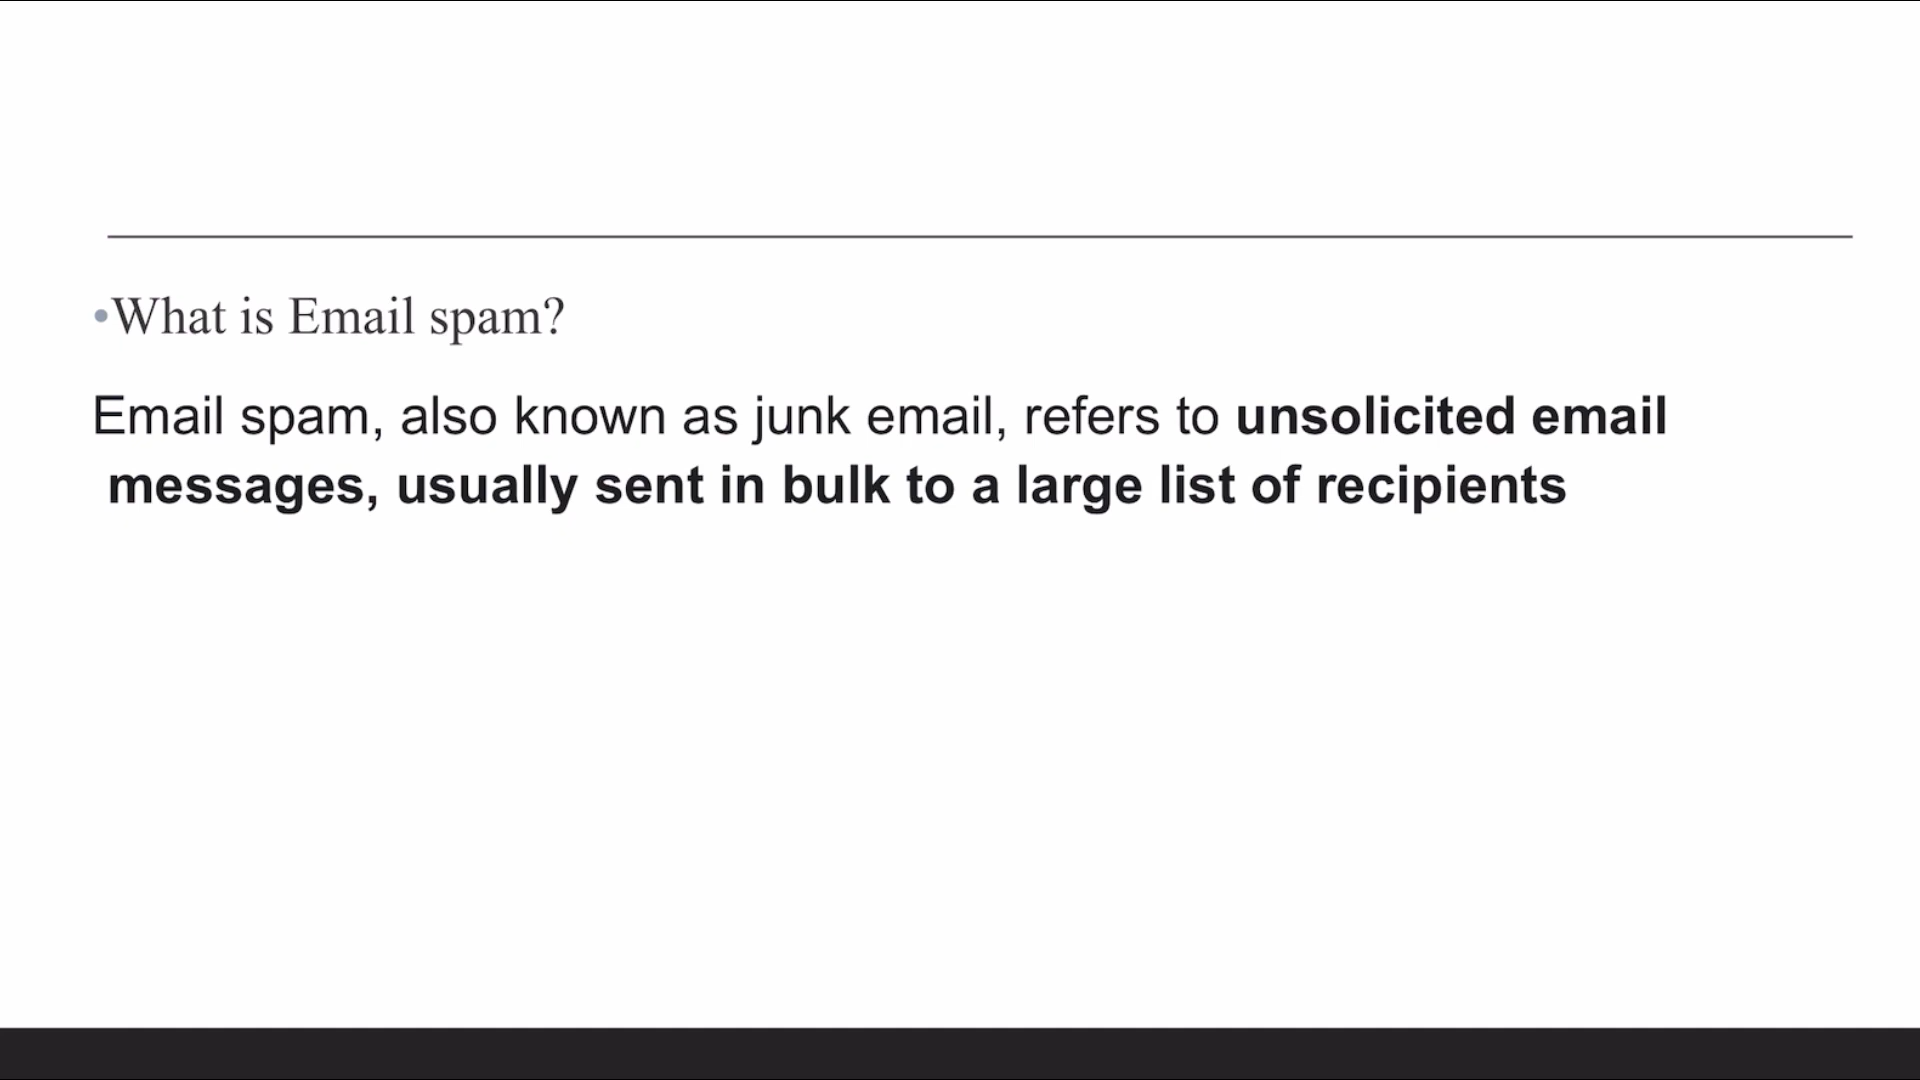 •What is Email spam?
Email spam, also known as junk email, refers to unsolicited email
messages, usually sent in bulk to a large list of recipients